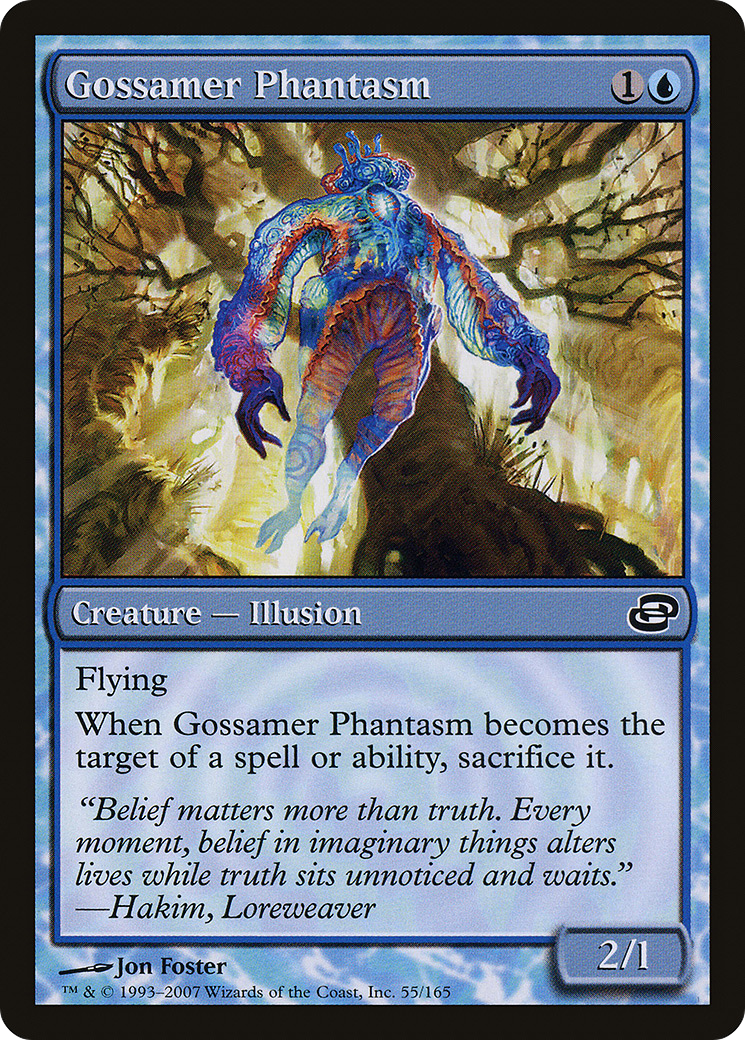 Gossamer Phantasm 1
Creature — Illusion
Flying
When Gossamer Phantasm becomes the
target of a spell or ability, sacrifice it.
“Belief matters more than truth. Every
moment, belief in imaginary things alters
lives while truth sits unnoticed and waits.”
—Hakim, Loreweaver
2/1
Jon Foster
™ & © 1993–2007 Wizards of the Coast, Inc. 55/165